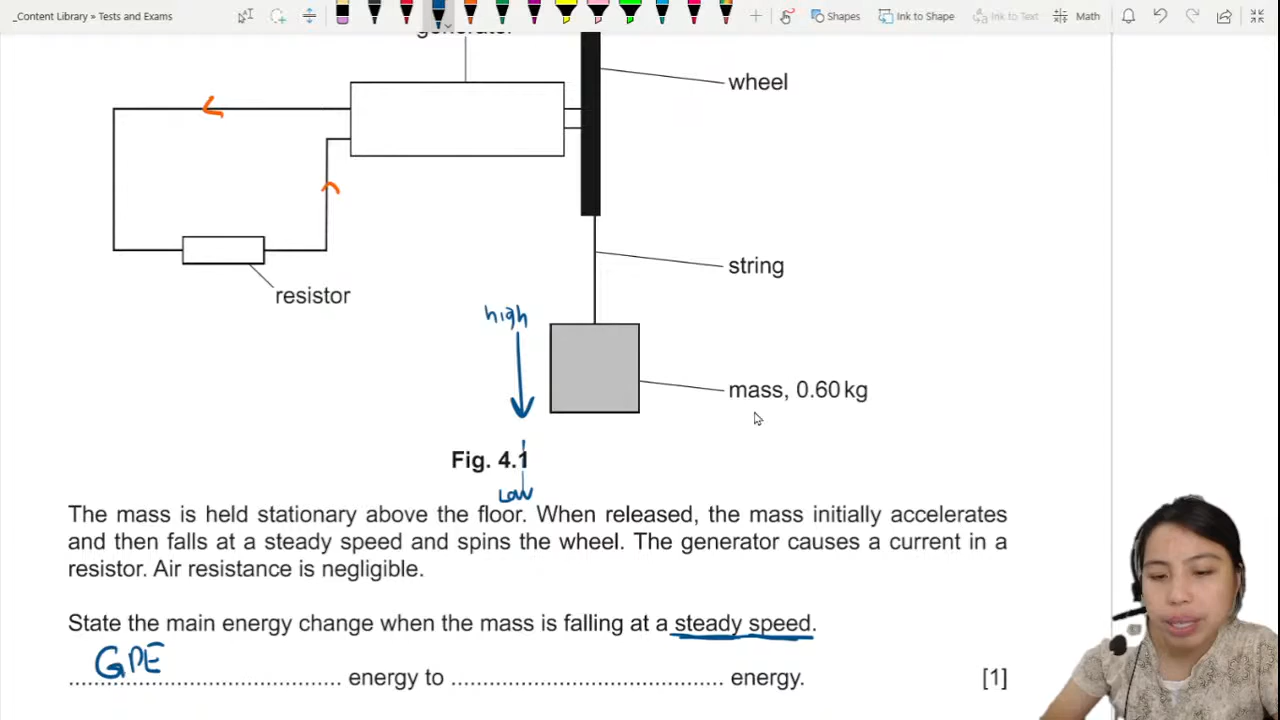 _Content Library » Tests and Exams
Shapes
Ink to Shape
Ink to Text
Math
generator
wheel
string
resistor
high
mass, 0.60 kg
Fig. 4.1
Low
The mass is held stationary above the floor. When released, the mass initially accelerates
and then falls at a steady speed and spins the wheel. The generator causes a current in a
resistor. Air resistance is negligible.
State the main energy change when the mass is falling at a steady speed.
GPE
.......................................... energy to .......................................... energy. [1]